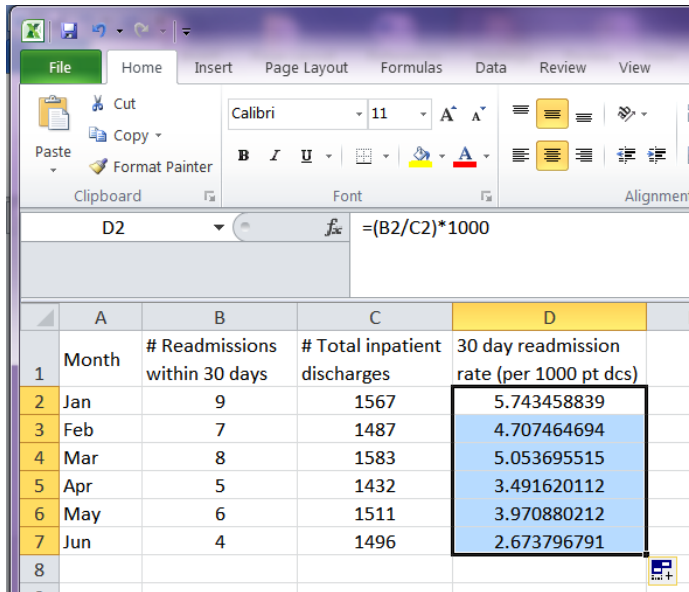 File Home Insert Page Layout Formulas Data Review View
Cut
Copy
Format Painter
Paste
Calibri 11 A A
B I U A
Clipboard Font Alignmen
D2 fx =(B2/C2)*1000
A B C D
1 Month # Readmissions within 30 days # Total inpatient discharges 30 day readmission rate (per 1000 pt dcs)
2 Jan 9 1567 5.743458839
3 Feb 7 1487 4.707464694
4 Mar 8 1583 5.053695515
5 Apr 5 1432 3.491620112
6 May 6 1511 3.970880212
7 Jun 4 1496 2.673796791
8